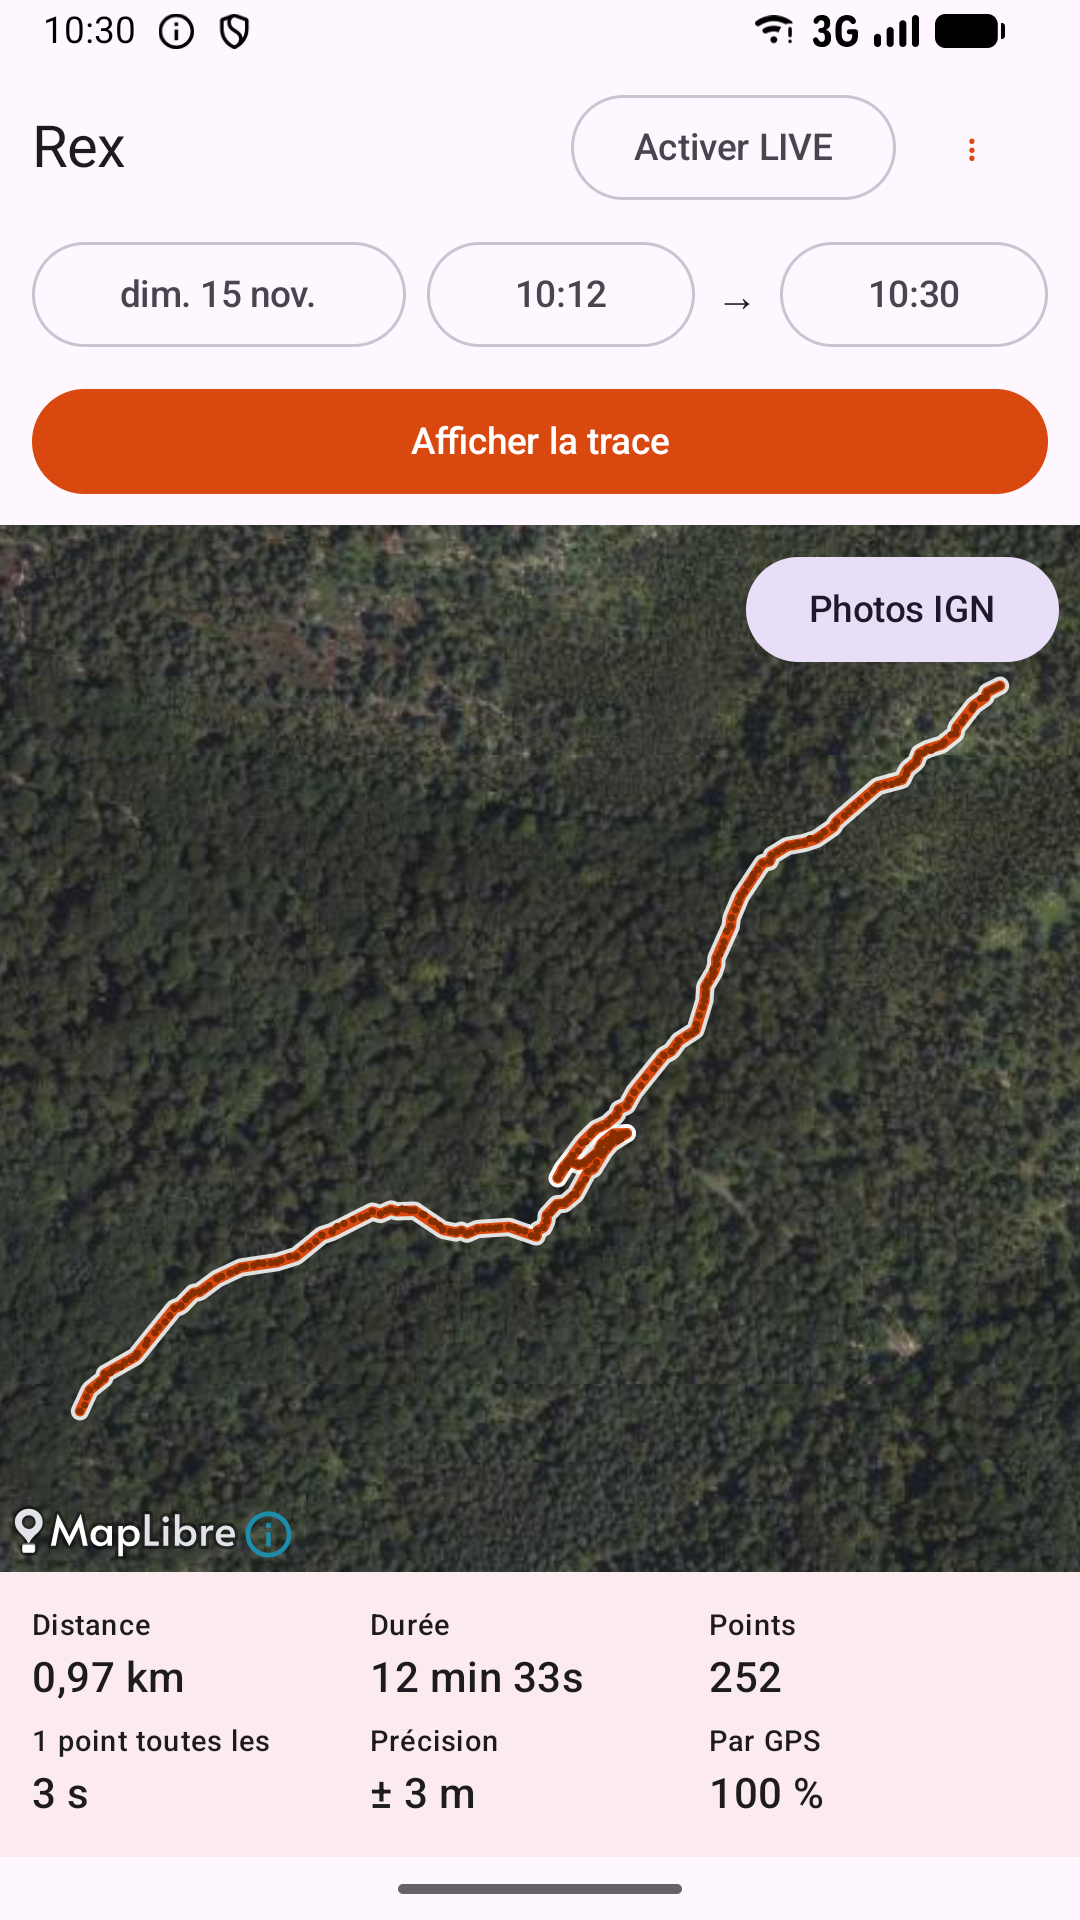 10:30 3G
Rex
Activer LIVE
dim. 15 nov. 10:12 → 10:30
Afficher la trace
Photos IGN
MapLibre
Distance Durée Points
0,97 km 12 min 33s 252
1 point toutes les Précision Par GPS
3 s ± 3 m 100 %